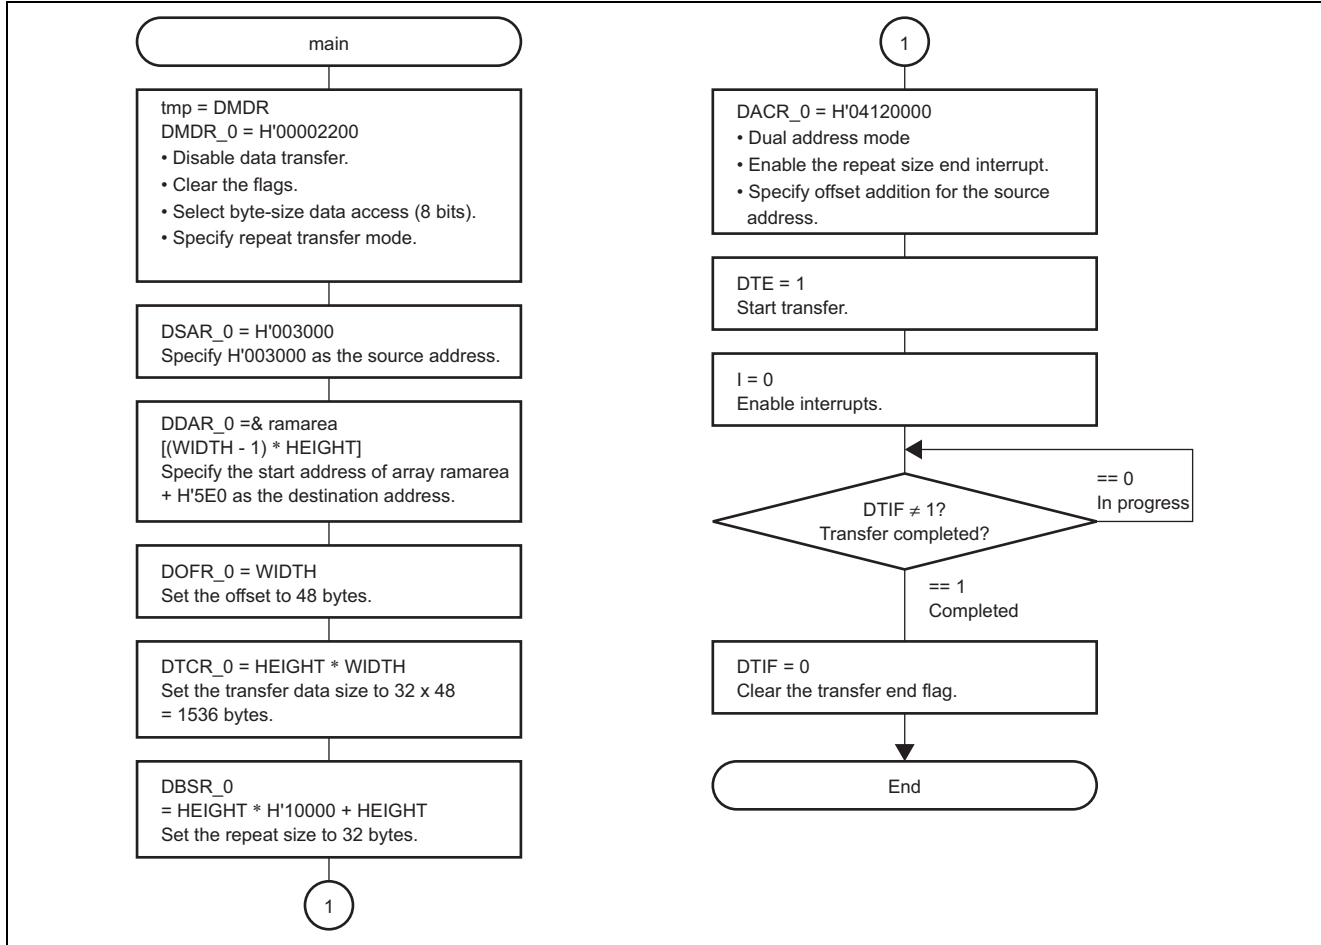 main
tmp = DMDR
DMDR_0 = H'00002200
• Disable data transfer.
• Clear the flags.
• Select byte-size data access (8 bits).
• Specify repeat transfer mode.
DSAR_0 = H'003000
Specify H'003000 as the source address.
DDAR_0 =& ramarea
[(WIDTH - 1) * HEIGHT]
Specify the start address of array ramarea
+ H'5E0 as the destination address.
DOFR_0 = WIDTH
Set the offset to 48 bytes.
DTCR_0 = HEIGHT * WIDTH
Set the transfer data size to 32 x 48
= 1536 bytes.
DBSR_0
= HEIGHT * H'10000 + HEIGHT
Set the repeat size to 32 bytes.
1
1
DACR_0 = H'04120000
• Dual address mode
• Enable the repeat size end interrupt.
• Specify offset addition for the source
address.
DTE = 1
Start transfer.
I = 0
Enable interrupts.
DTIF ≠ 1?
Transfer completed?
== 0
In progress
== 1
Completed
DTIF = 0
Clear the transfer end flag.
End